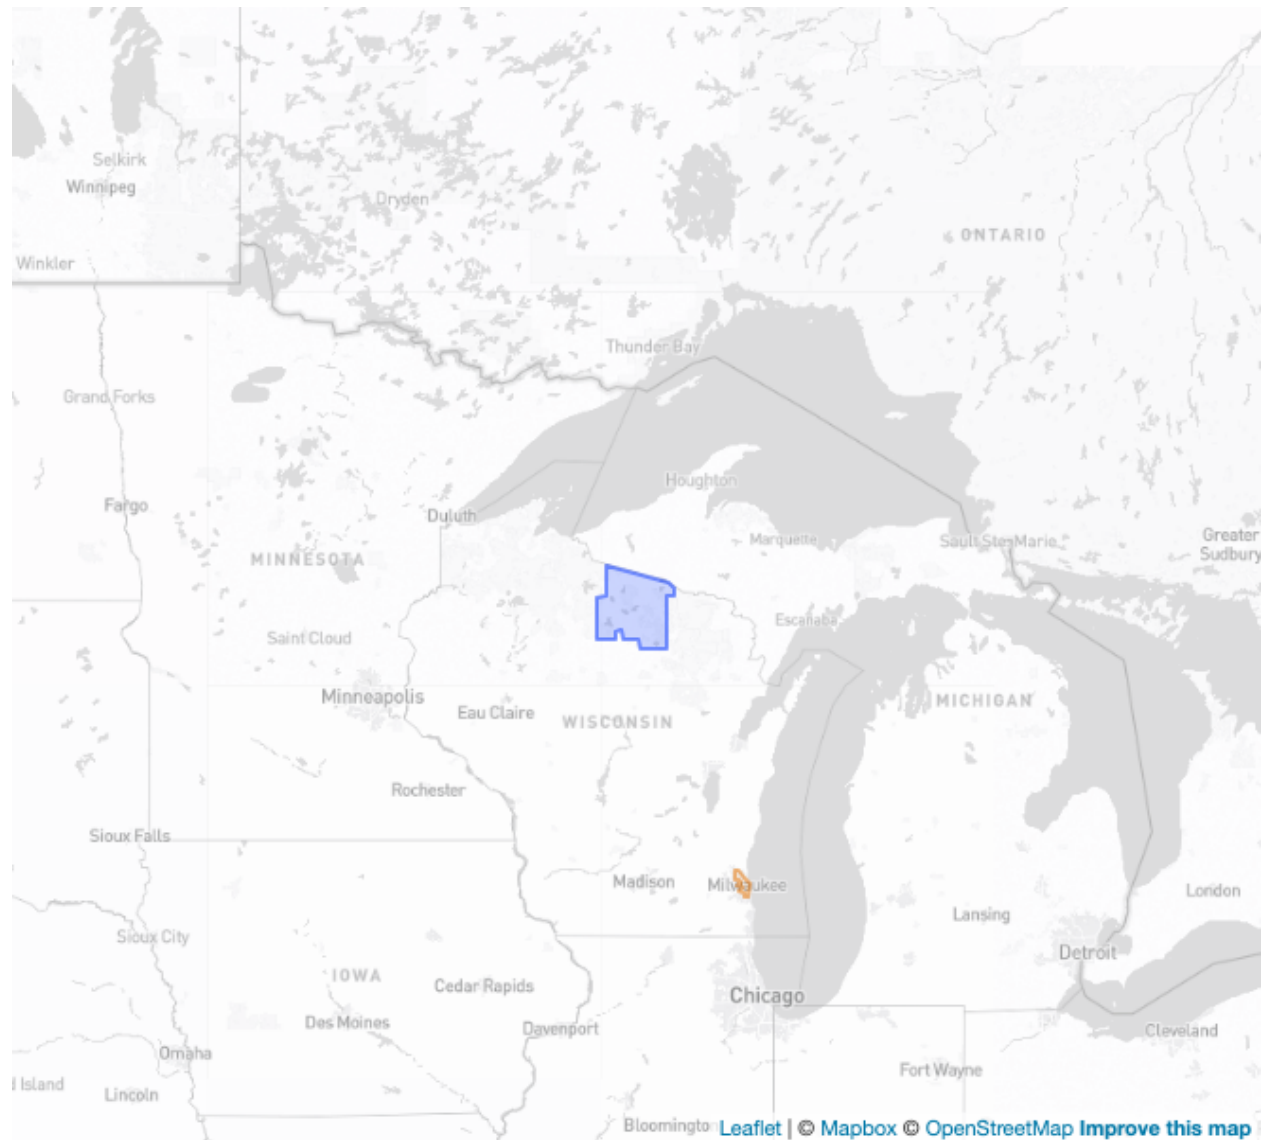 Selkirk
Winnipeg
Dryden
ONTARIO
Winkler
Thunder Bay
Grand Forks
Houghton
Fargo
Duluth
Marquette
Sault Ste. Marie
Greater
Sudbury
MINNESOTA
Escanaba
Saint Cloud
Minneapolis
Eau Claire
WISCONSIN
MICHIGAN
Rochester
Sioux Falls
Madison
Milwaukee
London
Lansing
Sioux City
Detroit
IOWA
Cedar Rapids
Chicago
Des Moines
Davenport
Cleveland
Omaha
Fort Wayne
d Island
Lincoln
Bloomington
Leaflet | © Mapbox © OpenStreetMap Improve this map